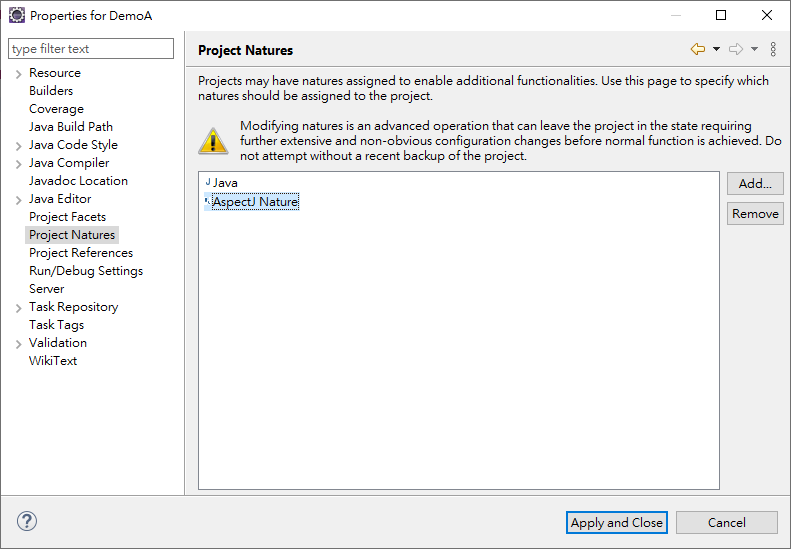 Properties for DemoA
type filter text
Resource
Builders
Coverage
Java Build Path
Java Code Style
Java Compiler
Javadoc Location
Java Editor
Project Facets
Project Natures
Project References
Run/Debug Settings
Server
Task Repository
Task Tags
Validation
WikiText
Project Natures
Projects may have natures assigned to enable additional functionalities. Use this page to specify which
natures should be assigned to the project.
Modifying natures is an advanced operation that can leave the project in the state requiring
further extensive and non-obvious configuration changes before normal function is achieved. Do
not attempt without a recent backup of the project.
Java
AspectJ Nature
Add...
Remove
Apply and Close
Cancel